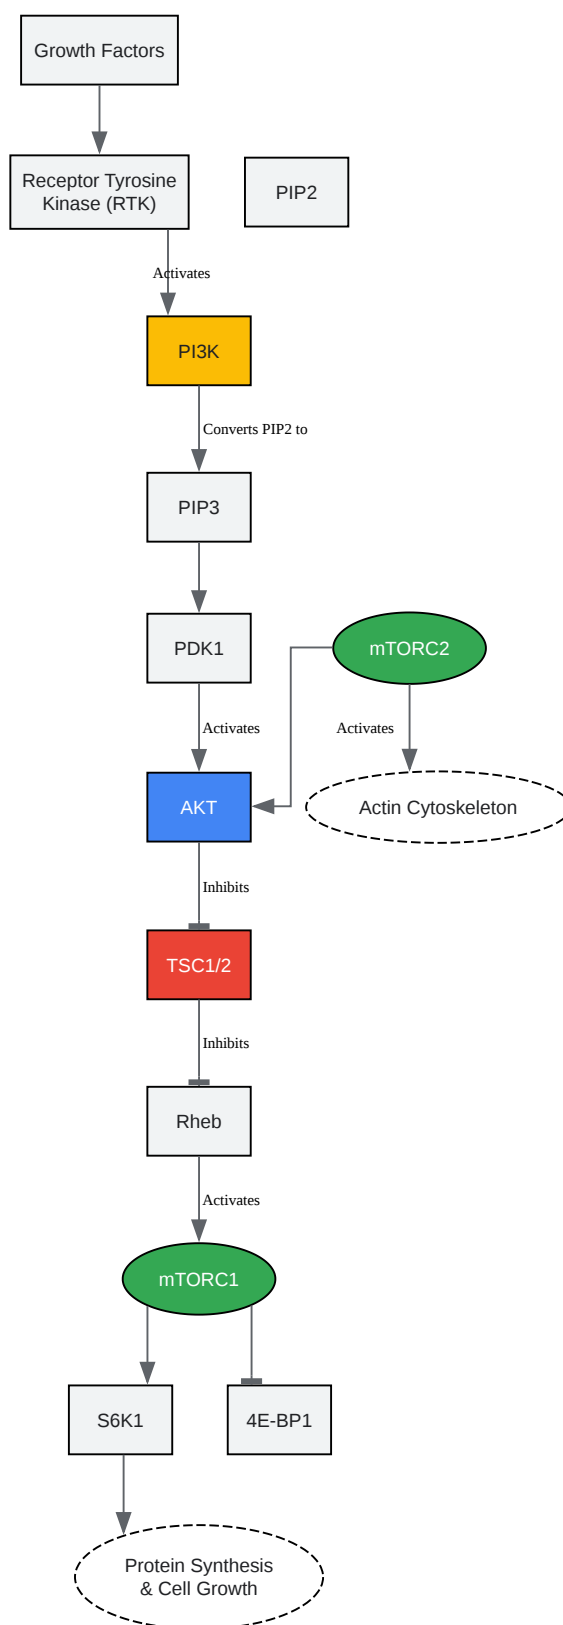 Growth Factors
Receptor Tyrosine
Kinase (RTK)
PIP2
Activates
PI3K
Converts PIP2 to
PIP3
PDK1
mTORC2
Activates
Activates
AKT
Actin Cytoskeleton
Inhibits
TSC1/2
Inhibits
Rheb
Activates
mTORC1
S6K1
4E-BP1
Protein Synthesis
& Cell Growth